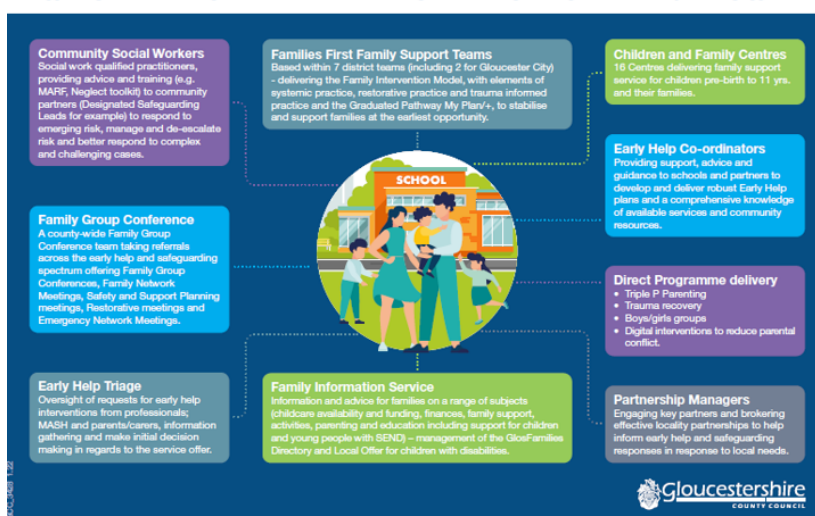 Community Social Workers
Social work qualified practitioners,
providing advice and training (e.g.
MARF, Neglect toolkit) to community
partners (Designated Safeguarding
Leads for example) to respond to
emerging risk, manage and de-escalate
risk and better respond to complex
and challenging cases.
Families First Family Support Teams
Based within 7 district teams (including 2 for Gloucester City)
- delivering the Family Intervention Model, with elements of
systemic practice, restorative practice and trauma informed
practice and the Graduated Pathway My Plan/+, to stabilise
and support families at the earliest opportunity.
Children and Family Centres
16 Centres delivering family support
service for children pre-birth to 11 yrs.
and their families.
Early Help Co-ordinators
Providing support, advice and
guidance to schools and partners to
develop and deliver robust Early Help
plans and a comprehensive knowledge
of available services and community
resources.
SCHOOL
Family Group Conference
A county-wide Family Group
Conference team taking referrals
across the early help and safeguarding
spectrum offering Family Group
Conferences, Family Network
Meetings, Safety and Support Planning
meetings, Restorative meetings and
Emergency Network Meetings.
Direct Programme delivery
• Triple P Parenting
• Trauma recovery
• Boys/girls groups
• Digital interventions to reduce parental
conflict.
Early Help Triage
Oversight of requests for early help
interventions from professionals;
MASH and parents/carers, information
gathering and make initial decision
making in regards to the service offer.
Family Information Service
Information and advice for families on a range of subjects
(childcare availability and funding, finances, family support,
activities, parenting and education including support for children
and young people with SEND) – management of the GlosFamilies
Directory and Local Offer for children with disabilities.
Partnership Managers
Engaging key partners and brokering
effective locality partnerships to help
inform early help and safeguarding
responses in response to local needs.
Gloucestershire
COUNTY COUNCIL